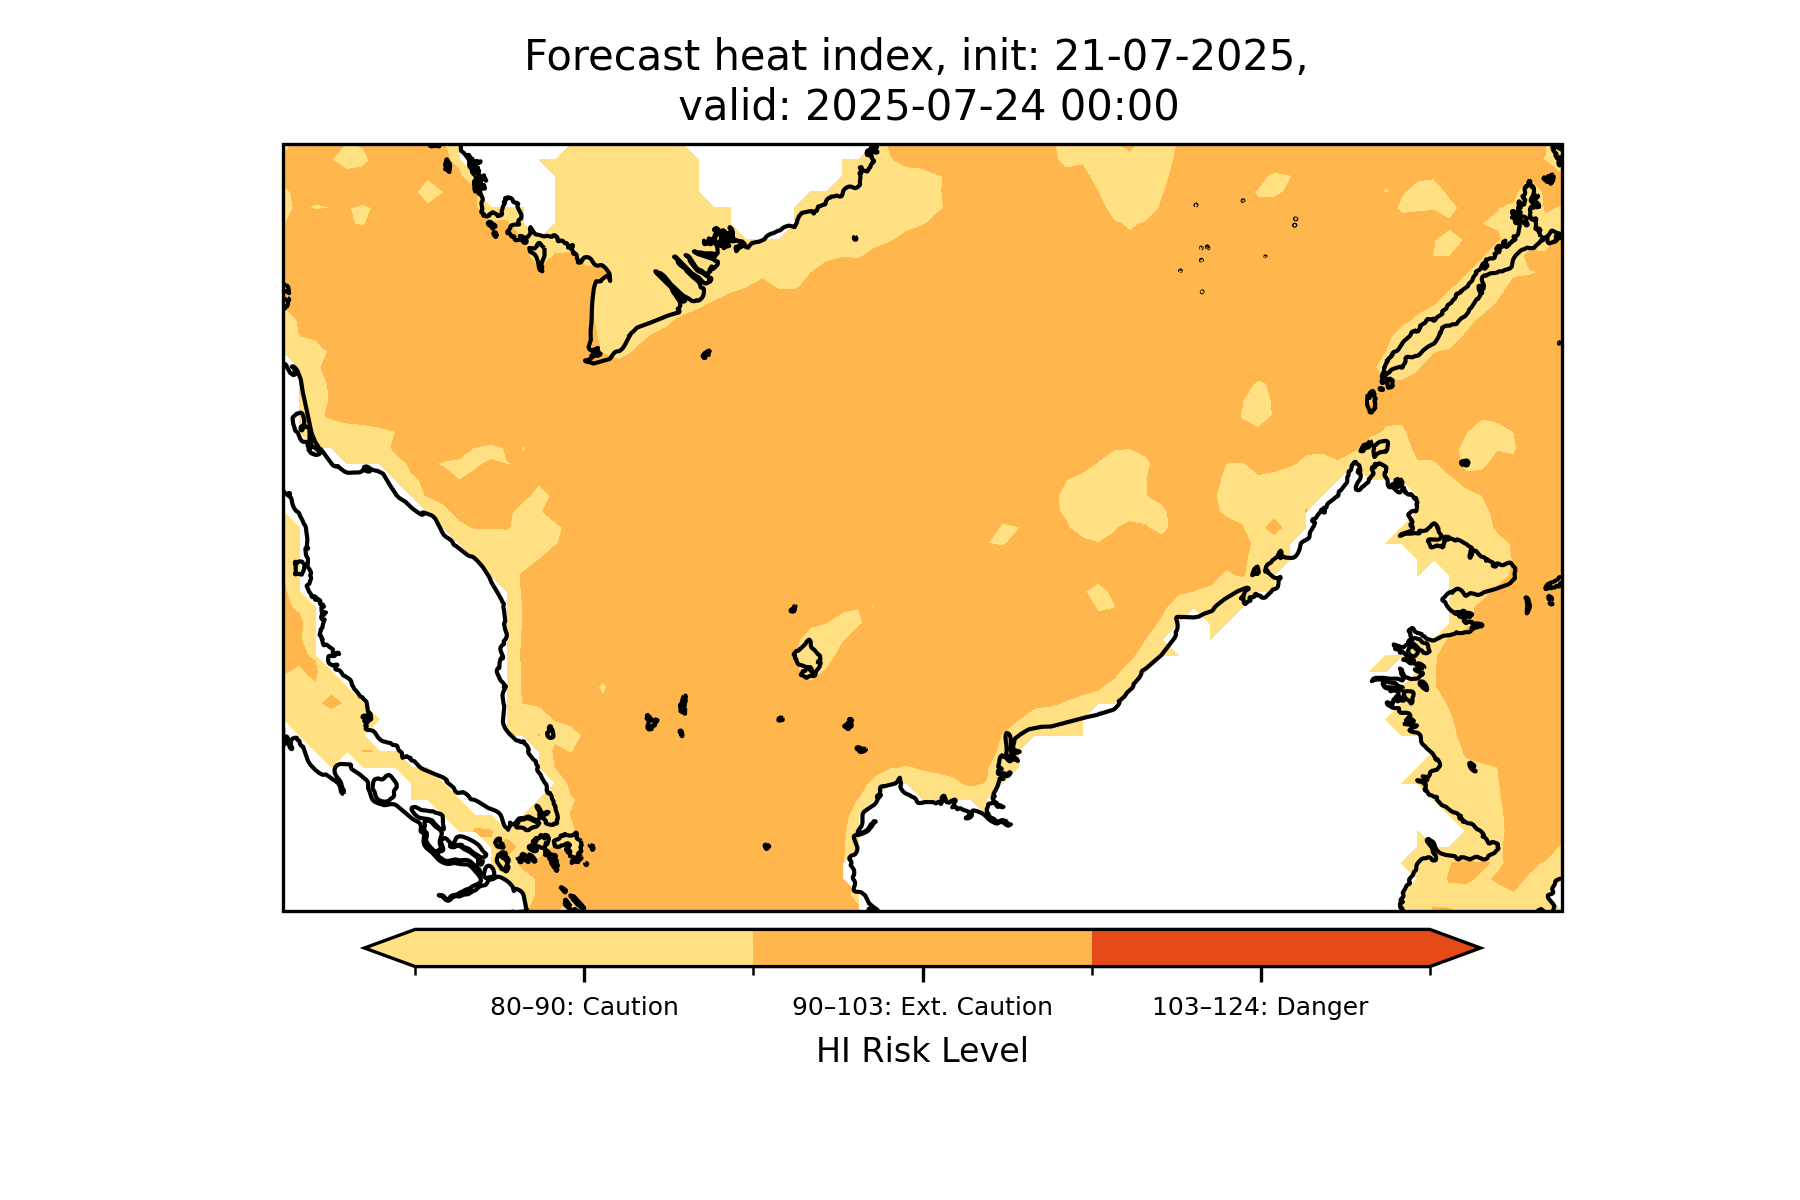 Forecast heat index, init: 21-07-2025,
valid: 2025-07-24 00:00
80–90: Caution
90–103: Ext. Caution
103–124: Danger
HI Risk Level